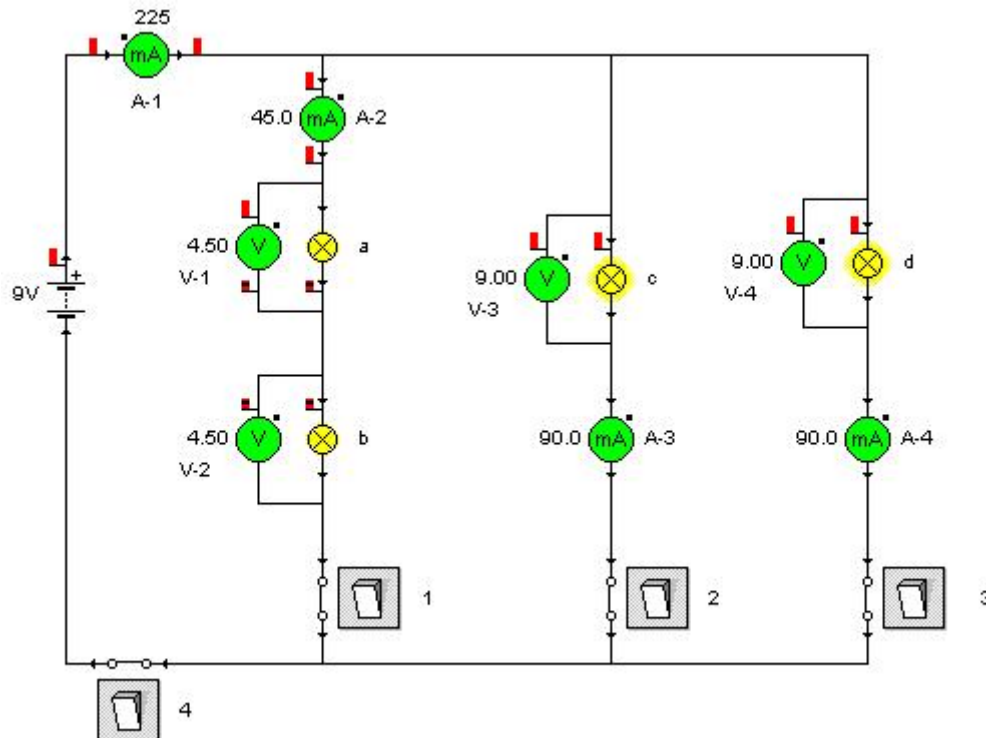 225
mA
A-1
45.0 mA A-2
4.50 V a
V-1
9V
+
9.00 V c
V-3
9.00 V d
V-4
4.50 V b
V-2
90.0 mA A-3
90.0 mA A-4
1
2
3
4